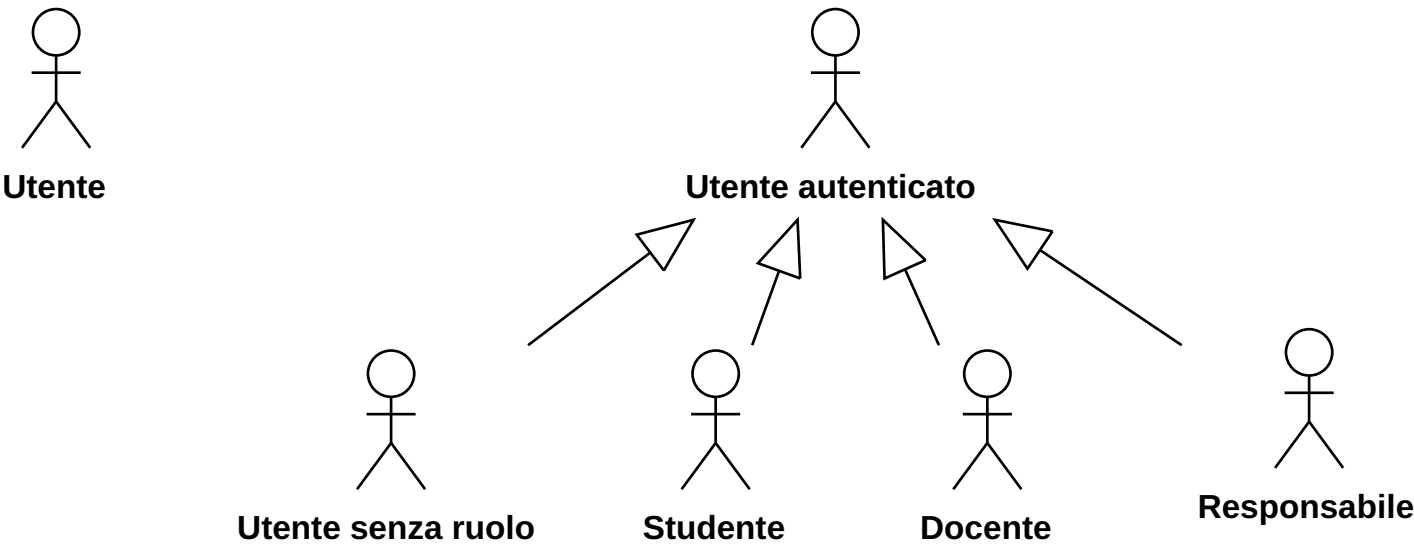 Utente
Utente autenticato
Utente senza ruolo
Studente
Docente
Responsabile